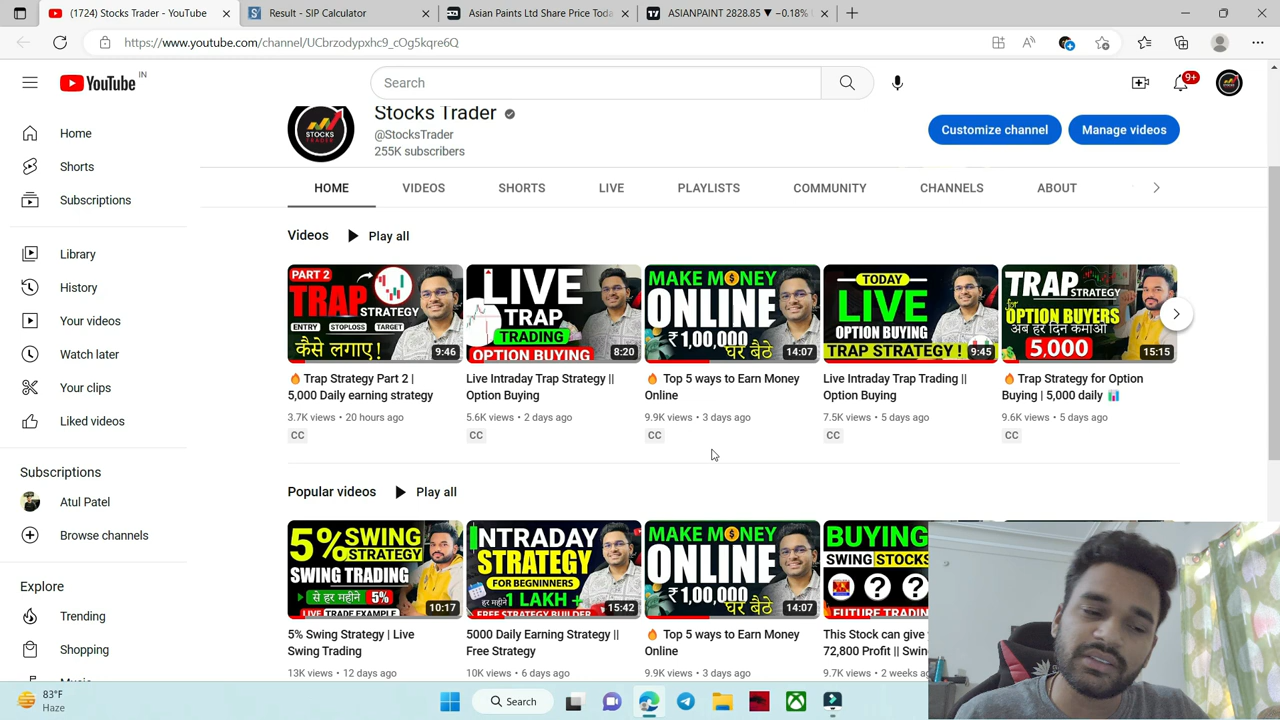 (1724) Stocks Trader - YouTube
Result - SIP Calculator
Asian Paints Ltd Share Price Toda
ASIANPAINT 2828.25 ▼ −0.18%
https://www.youtube.com/channel/UCbrzodypxhc9_cOg5kqre6Q
YouTube IN
Search
9+
Stocks Trader
@StocksTrader
255K subscribers
Customize channel
Manage videos
STOCKS
TRADER
HOME
VIDEOS
SHORTS
LIVE
PLAYLISTS
COMMUNITY
CHANNELS
ABOUT
Home
Shorts
Subscriptions
Library
History
Your videos
Watch later
Your clips
Liked videos
Subscriptions
Atul Patel
Browse channels
Explore
Trending
Shopping
Videos
Play all
PART 2
TRAP
STRATEGY
ENTRY STOPLOSS TARGET
कैसे लगाए!
9:46
LIVE
TRAP
TRADING
OPTION BUYING
8:20
MAKE MONEY
ONLINE
₹1,00,000
घर बैठे
14:07
TODAY
LIVE
OPTION BUYING
TRAP STRATEGY !
9:45
TRAP STRATEGY
for
OPTION BUYERS
अब हर दिन कमाओ
5,000
15:15
🔥 Trap Strategy Part 2 |
5,000 Daily earning strategy
3.7K views • 20 hours ago
CC
Live Intraday Trap Strategy ||
Option Buying
5.6K views • 2 days ago
CC
🔥 Top 5 ways to Earn Money
Online
9.9K views • 3 days ago
CC
Live Intraday Trap Trading ||
Option Buying
7.5K views • 5 days ago
CC
🔥 Trap Strategy for Option
Buying | 5,000 daily 📊
9.6K views • 5 days ago
CC
Popular videos
Play all
5% SWING
STRATEGY
SWING TRADING
से हर महीने 5%
LIVE TRADE EXAMPLE
10:17
INTRADAY
STRATEGY
FOR BEGINNERS
हर महीने 1 LAKH +
FREE STRATEGY BUILDER
15:42
MAKE MONEY
ONLINE
₹1,00,000
घर बैठे
14:07
BUYING
SWING STOCKS
? ?
FUTURE TRADIN
5% Swing Strategy | Live
Swing Trading
13K views • 12 days ago
5000 Daily Earning Strategy ||
Free Strategy
10K views • 6 days ago
🔥 Top 5 ways to Earn Money
Online
9.9K views • 3 days ago
This Stock can give
72,800 Profit || Swin
9.7K views • 2 weeks
83°F
Haze
Search